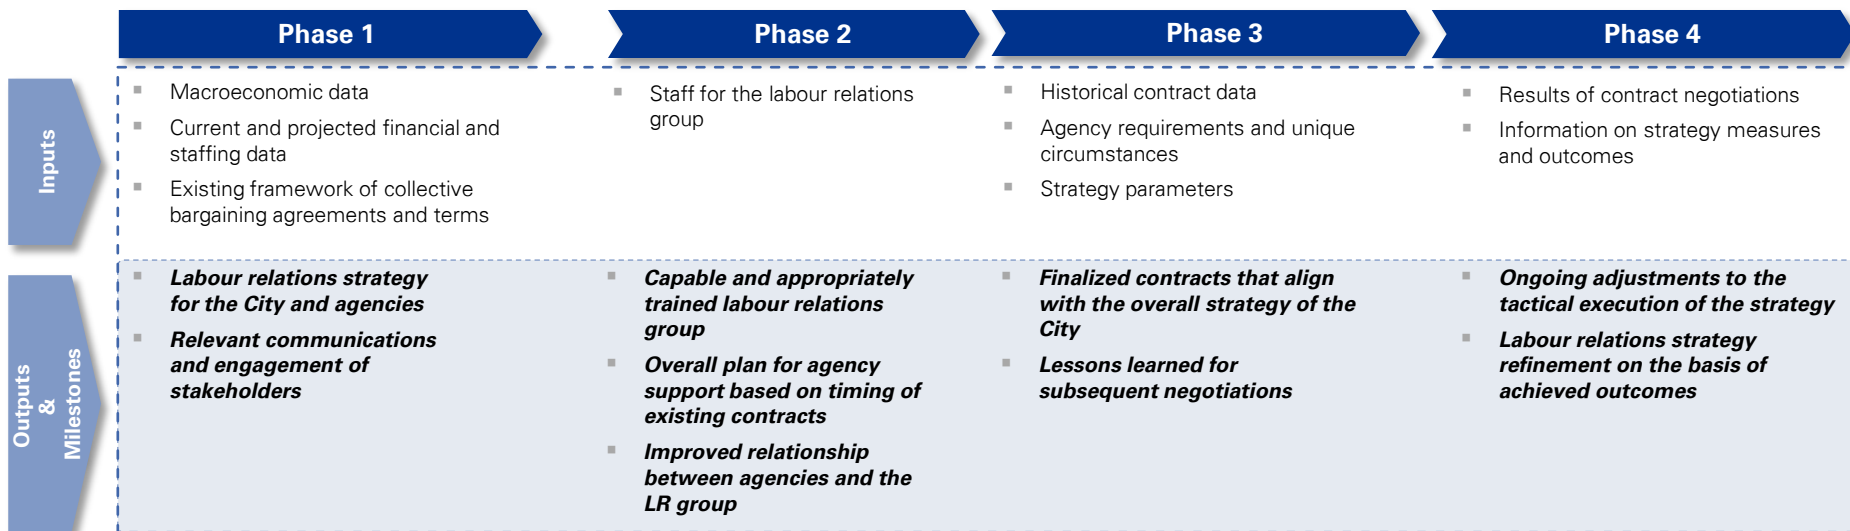 Phase 1
Phase 2
Phase 3
Phase 4
Inputs
▪ Macroeconomic data
▪ Current and projected financial and
staffing data
▪ Existing framework of collective
bargaining agreements and terms
▪ Staff for the labour relations
group
▪ Historical contract data
▪ Agency requirements and unique
circumstances
▪ Strategy parameters
▪ Results of contract negotiations
▪ Information on strategy measures
and outcomes
Outputs
&
Milestones
▪ Labour relations strategy
for the City and agencies
▪ Relevant communications
and engagement of
stakeholders
▪ Capable and appropriately
trained labour relations
group
▪ Overall plan for agency
support based on timing of
existing contracts
▪ Improved relationship
between agencies and the
LR group
▪ Finalized contracts that align
with the overall strategy of the
City
▪ Lessons learned for
subsequent negotiations
▪ Ongoing adjustments to the
tactical execution of the strategy
▪ Labour relations strategy
refinement on the basis of
achieved outcomes